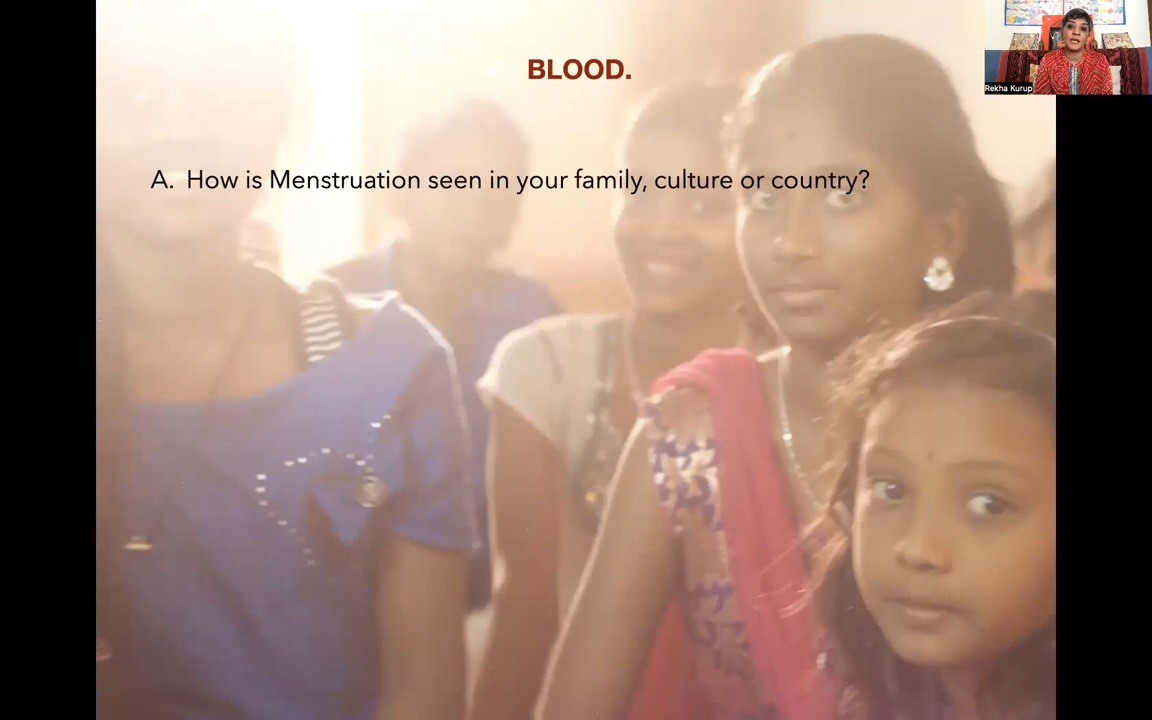 BLOOD.
A. How is Menstruation seen in your family, culture or country?
Rekha Kurup